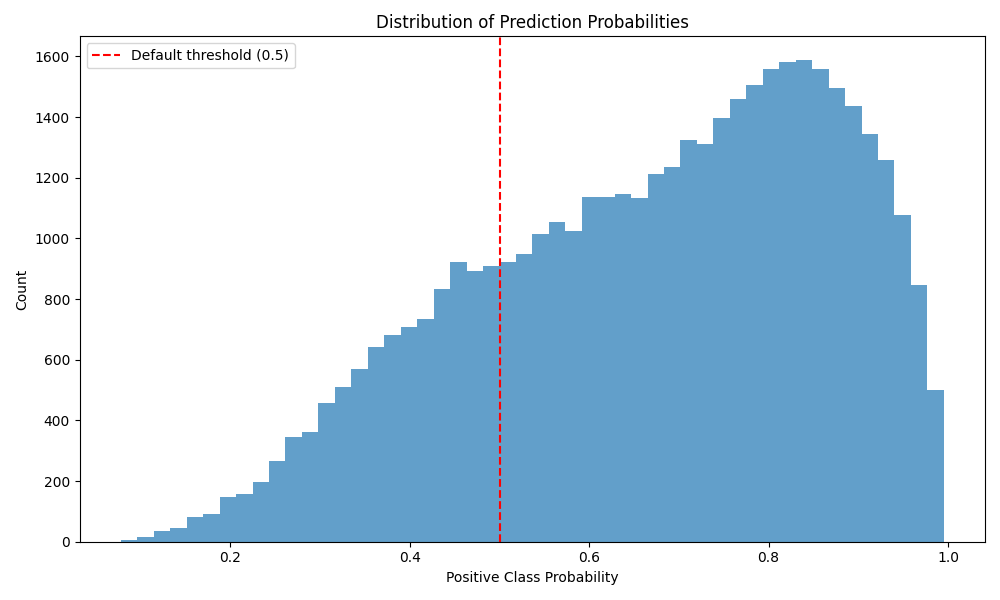 Distribution of Prediction Probabilities
Default threshold (0.5)
1600
1400
1200
1000
800
600
400
200
0
Count
0.2 0.4 0.6 0.8 1.0
Positive Class Probability